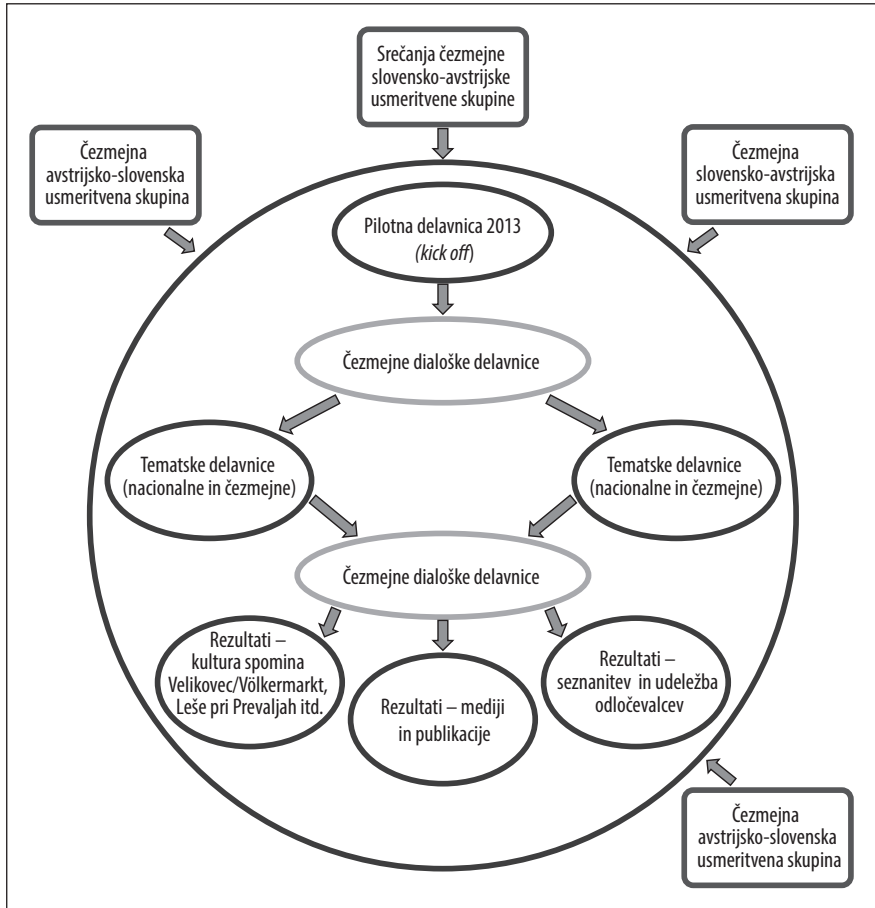 Srečanja čezmejne
slovensko-avstrijske
usmeritvene skupine
Čezmejna
avstrijsko-slovenska
usmeritvena skupina
Čezmejna
slovensko-avstrijska
usmeritvena skupina
Pilotna delavnica 2013
(kick off)
Čezmejne dialoške delavnice
Tematske delavnice
(nacionalne in čezmejne)
Tematske delavnice
(nacionalne in čezmejne)
Čezmejne dialoške delavnice
Rezultati –
kultura spomina
Velikovec/Völkermarkt,
Leše pri Prevaljah itd.
Rezultati – mediji
in publikacije
Rezultati –
seznanitev in udeležba
odločevalcev
Čezmejna
avstrijsko-slovenska
usmeritvena skupina